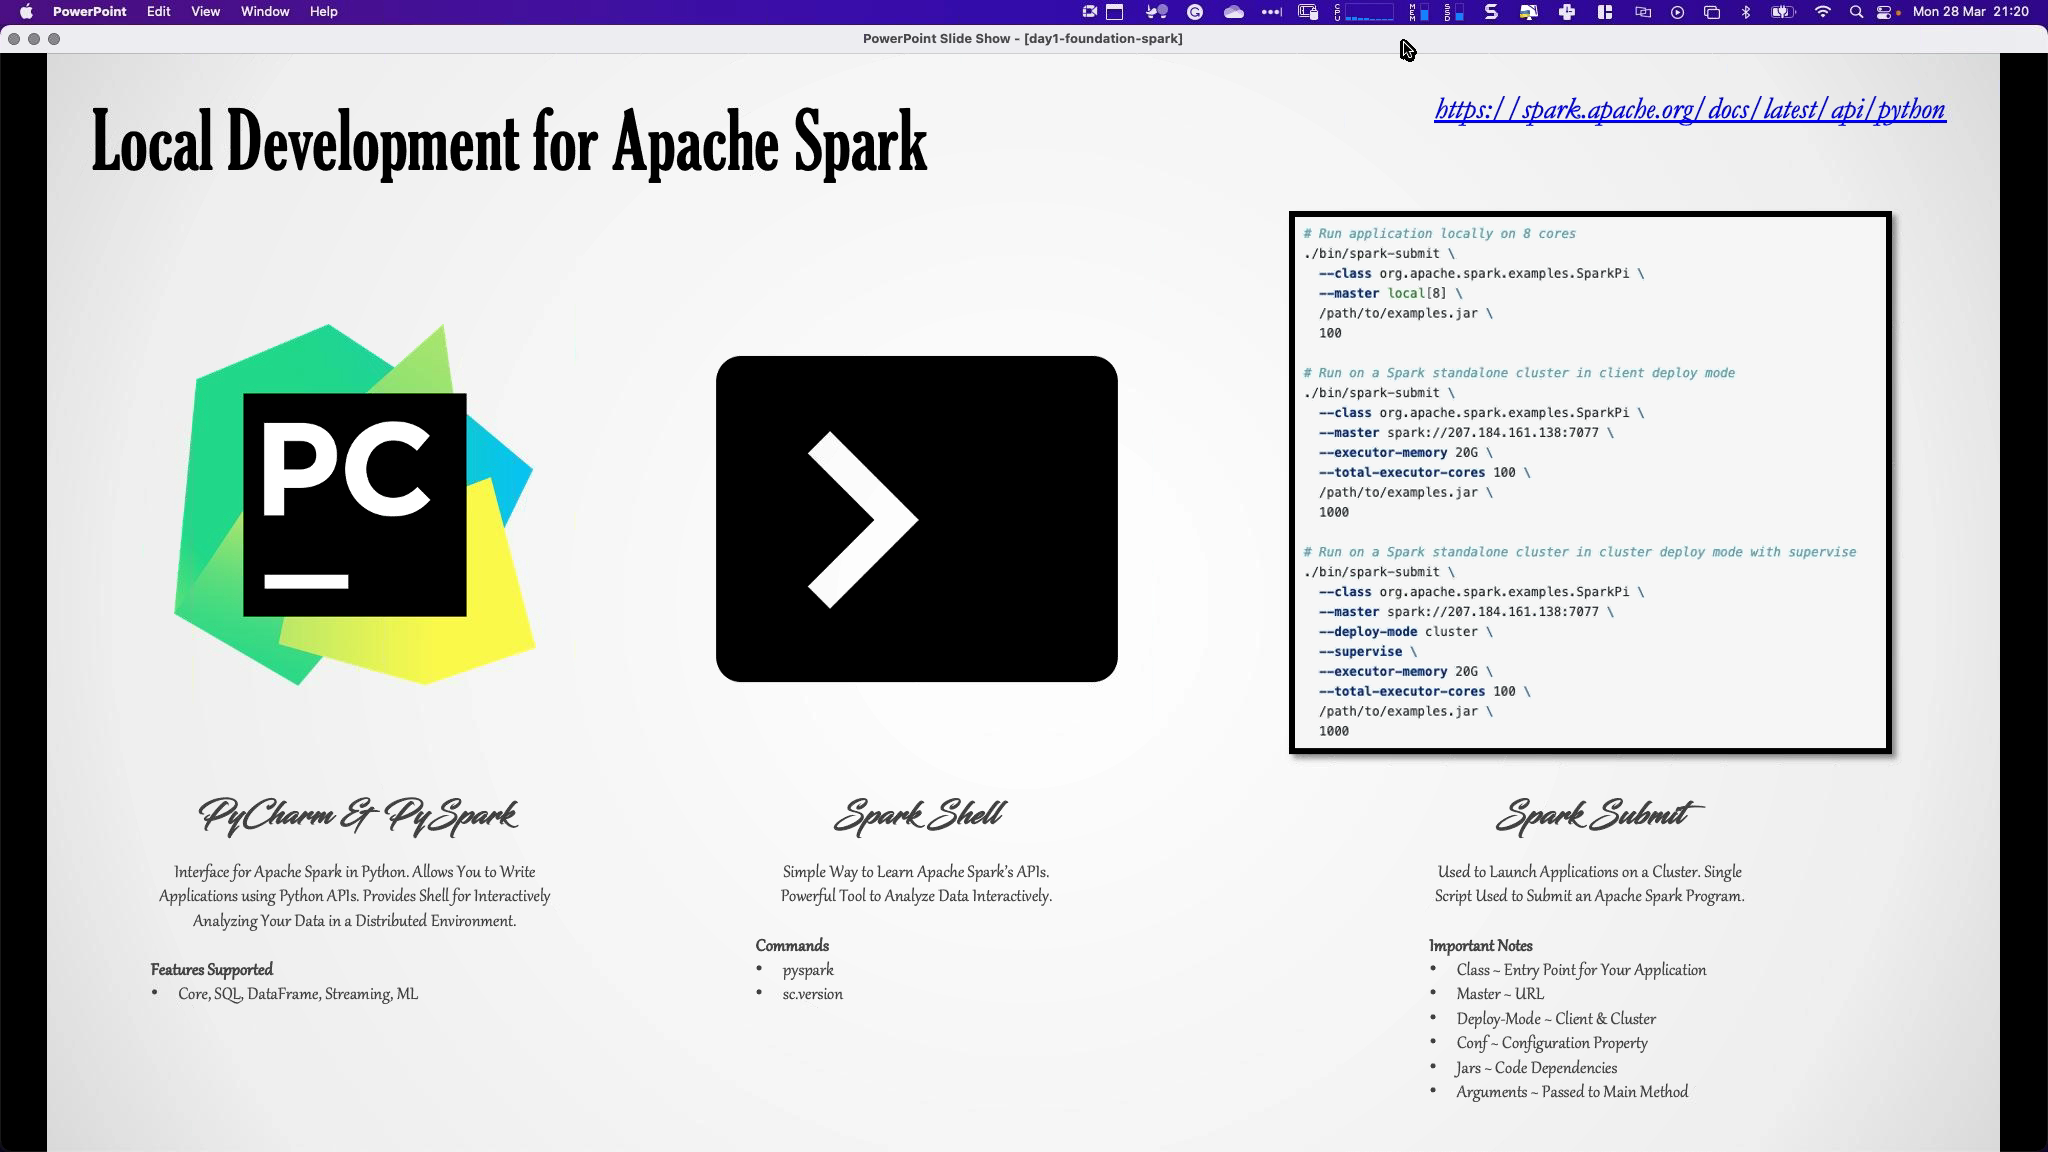 PowerPoint Edit View Window Help
CPU MEM SSD Mon 28 Mar 21:20
PowerPoint Slide Show - [day1-foundation-spark]
Local Development for Apache Spark
https://spark.apache.org/docs/latest/api/python
PC
# Run application locally on 8 cores
./bin/spark-submit \
--class org.apache.spark.examples.SparkPi \
--master local[8] \
/path/to/examples.jar \
100
# Run on a Spark standalone cluster in client deploy mode
./bin/spark-submit \
--class org.apache.spark.examples.SparkPi \
--master spark://207.184.161.138:7077 \
--executor-memory 20G \
--total-executor-cores 100 \
/path/to/examples.jar \
1000
# Run on a Spark standalone cluster in cluster deploy mode with supervise
./bin/spark-submit \
--class org.apache.spark.examples.SparkPi \
--master spark://207.184.161.138:7077 \
--deploy-mode cluster \
--supervise \
--executor-memory 20G \
--total-executor-cores 100 \
/path/to/examples.jar \
1000
PyCharm & PySpark
Interface for Apache Spark in Python. Allows You to Write
Applications using Python APIs. Provides Shell for Interactively
Analyzing Your Data in a Distributed Environment.
Features Supported
• Core, SQL, DataFrame, Streaming, ML
Spark Shell
Simple Way to Learn Apache Spark's APIs.
Powerful Tool to Analyze Data Interactively.
Commands
• pyspark
• sc.version
Spark Submit
Used to Launch Applications on a Cluster. Single
Script Used to Submit an Apache Spark Program.
Important Notes
• Class ~ Entry Point for Your Application
• Master ~ URL
• Deploy-Mode ~ Client & Cluster
• Conf ~ Configuration Property
• Jars ~ Code Dependencies
• Arguments ~ Passed to Main Method